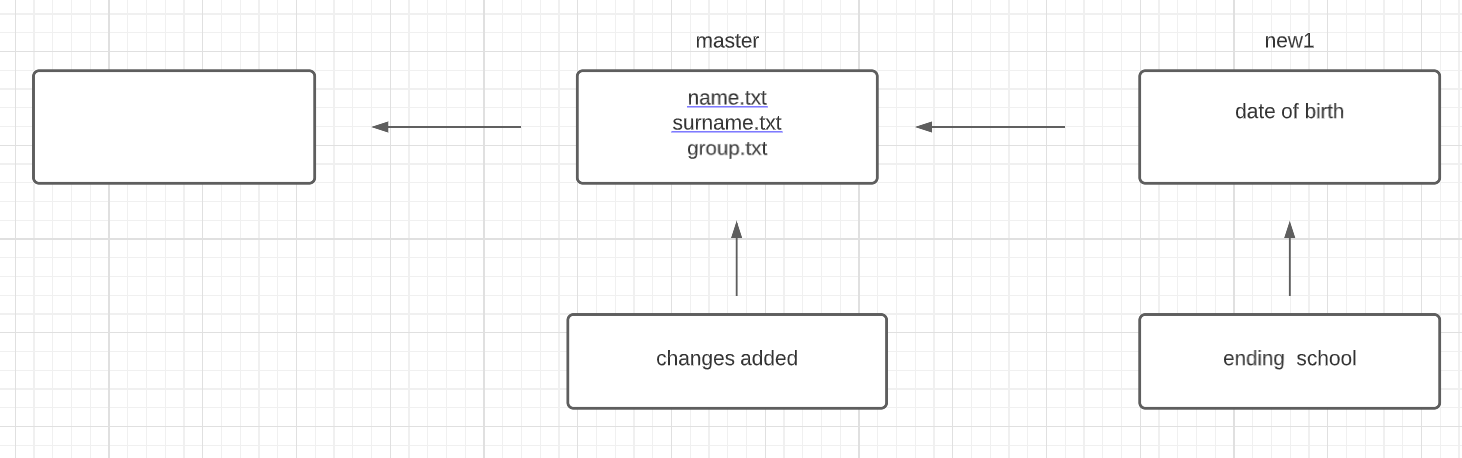 master
new1
name.txt
surname.txt
group.txt
date of birth
changes added
ending  school